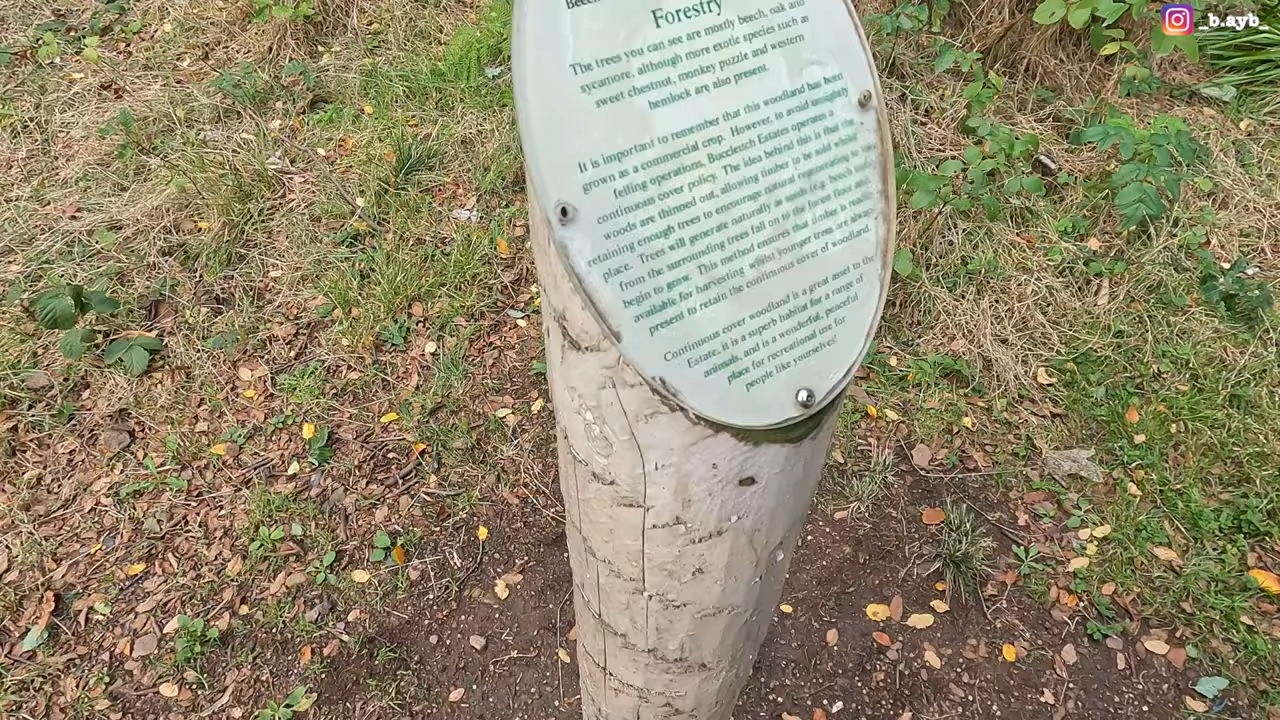 Beech
Forestry
The trees you can see are mostly beech, oak and
sycamore, although more exotic species such as
sweet chestnut, monkey puzzle and western
hemlock are also present.
It is important to remember that this woodland has been
grown as a commercial crop. However, to avoid unsightly
felling operations, Buccleuch Estates operates a
continuous cover policy. The idea behind this is that the
woods are thinned out, allowing timber to be sold whilst
retaining enough trees to encourage natural regeneration to take
place. Trees will generate naturally as seeds (e.g. beech nuts)
from the surrounding trees fall on to the forest floor and
begin to grow. This method ensures that timber is ready
available for harvesting whilst younger trees are always
present to retain the continuous cover of woodland.
Continuous cover woodland is a great asset to the
Estate, it is a superb habitat for a range of
animals, and is a wonderful, peaceful
place for recreational use for
people like yourselves!
_b.ayb